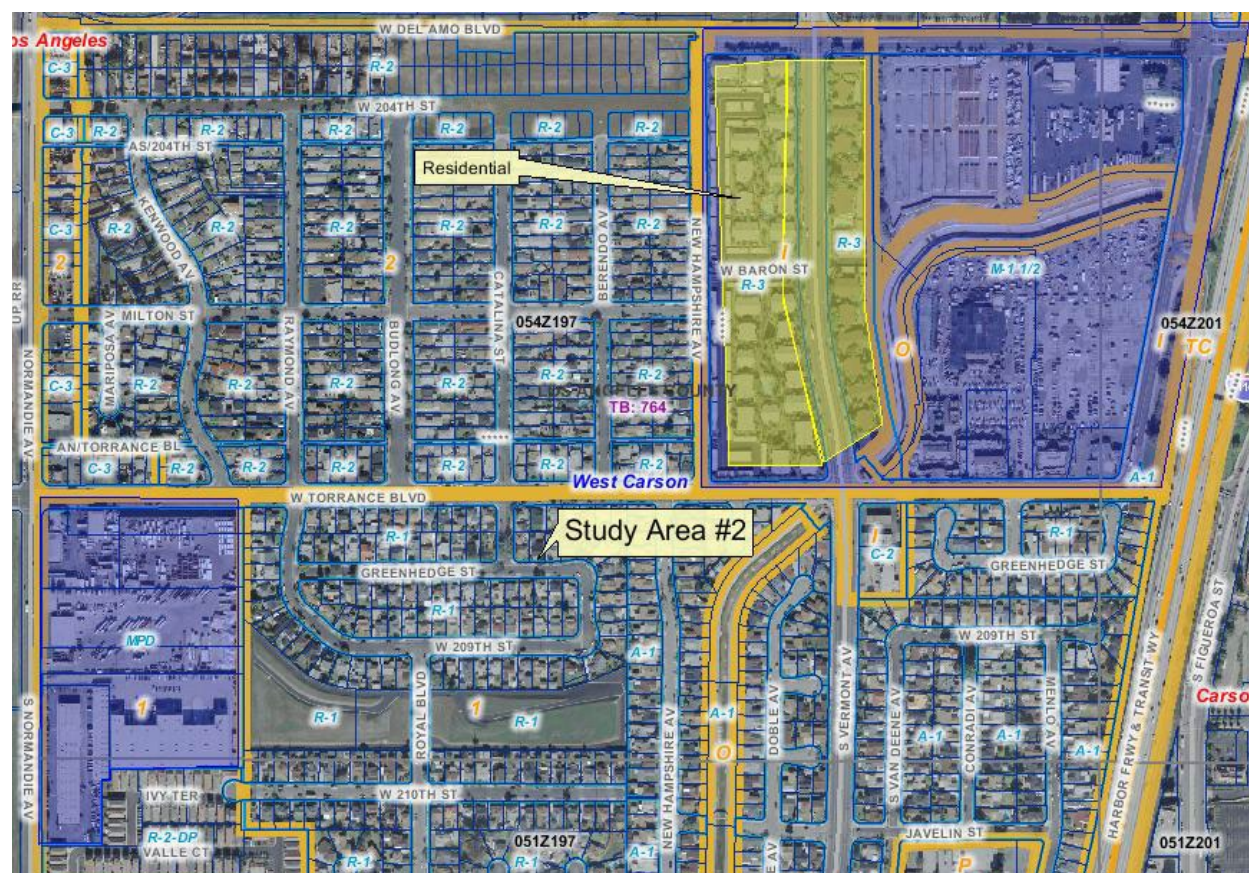 W DEL AMO BLVD
os Angeles
C-3
R-2
W 204TH ST
C-3
R-2
R-2
R-2
R-2
R-2
AS/204TH ST
Residential
KENWOOD AV
C-3
R-2
R-2
R-2
R-2
R-2
R-2
BERENDO AV
NEW HAMPSHIRE AV
I
R-3
2
2
W BARON ST
R-3
M-1 1/2
CATALINA ST
UP RR
MILTON ST
MARIPOSA AV
RAYMOND AV
BUDLONG AV
054Z197
054Z201
I
TC
O
NORMANDIE AV
C-3
R-2
R-2
R-2
R-2
R-2
R-2
TB: 764
AN/TORRANCE BL
C-3
R-2
R-2
R-2
R-2
R-2
R-2
A-1
West Carson
W TORRANCE BLVD
R-1
Study Area #2
I
C-2
R-1
GREENHEDGE ST
GREENHEDGE ST
R-1
MPD
W 209TH ST
W 209TH ST
A-1
S FIGUEROA ST
Carso
1
R-1
1
R-1
ROYAL BLVD
NEW HAMPSHIRE AV
A-1
O
DOBLE AV
S VERMONT AV
S VAN DEENE AV
A-1
CONRADI AV
A-1
MENLO AV
A-1
HARBOR FRWY & TRANSIT WY
S NORMANDIE AV
IVY TER
W 210TH ST
R-2-DP
VALLE CT
R-1
051Z197
R-1
A-1
E AV
JAVELIN ST
P
051Z201